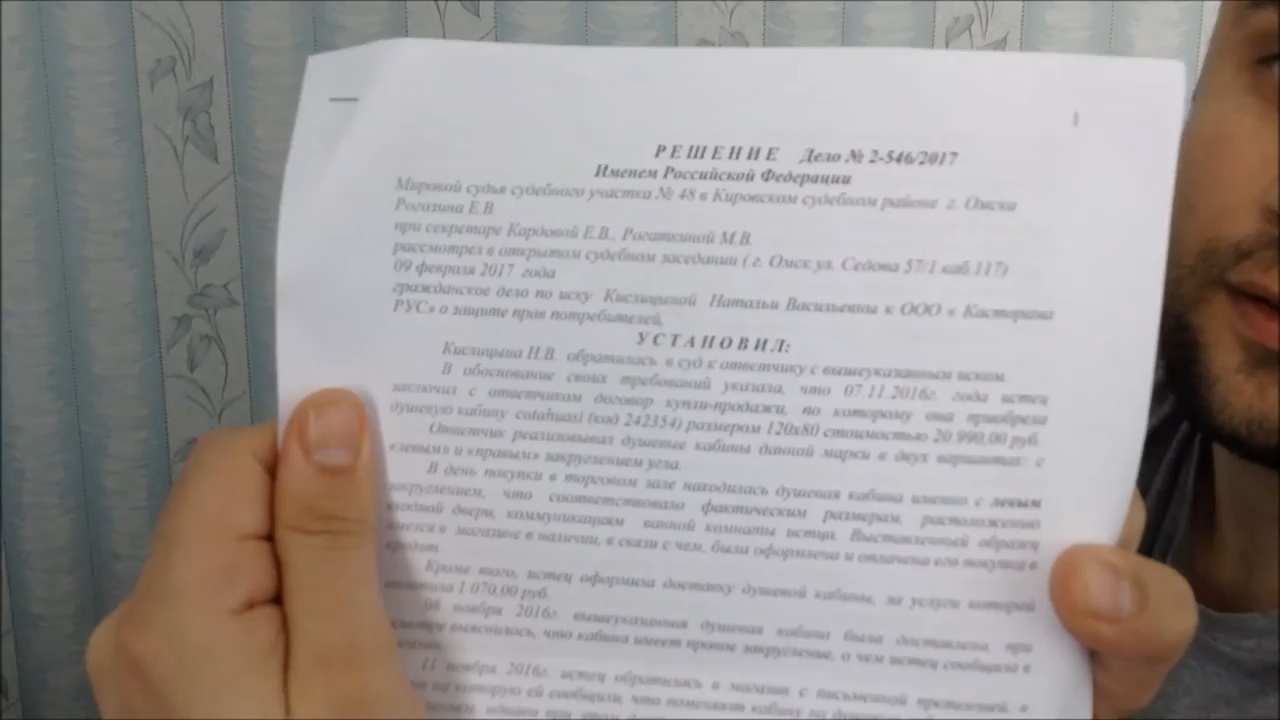 Р Е Ш Е Н И Е Дело № 2-546/2017
Именем Российской Федерации
Мировой судья судебного участка № 48 в Кировском судебном районе г. Омска
Рогозина Е.В.
при секретаре Кардовой Е.В., Рогаткиной М.В.
рассмотрел в открытом судебном заседании ( г. Омск ул. Седова 57/1 каб.117)
09 февраля 2017 года
гражданское дело по иску Кислицыной Натальи Васильевны к ООО « Касторама
РУС» о защите прав потребителей,
У С Т А Н О В И Л:
Кислицына Н.В. обратилась в суд к ответчику с вышеуказанным иском.
В обоснование своих требований указала, что 07.11.2016г. года истец
заключил с ответчиком договор купли-продажи, по которому она приобрела
душевую кабину cotahuasi (код 242354) размером 120х80 стоимостью 20 990,00 руб.
Ответчик реализовывал душевые кабины данной марки в двух вариантах: с
«левым» и «правым» закруглением угла.
В день покупки в торговом зале находилась душевая кабина именно с левым
закруглением, что соответствовало фактическим размерам, расположению
входной двери, коммуникациям ванной комнаты истца. Выставленный образец
имелся в магазине в наличии, в связи с чем, была оформлена и оплачена его покупка в
кредит.
Кроме того, истец оформила доставку душевой кабины, за услуги которой
оплатила 1 070,00 руб.
08 ноября 2016г. вышеуказанная душевая кабина была доставлена, при
осмотре выяснилось, что кабина имеет правое закругление, о чем истец сообщила в
11 ноября 2016г. истец обратилась в магазин с письменной претензией, в
на которую ей сообщили, что поменяют кабину